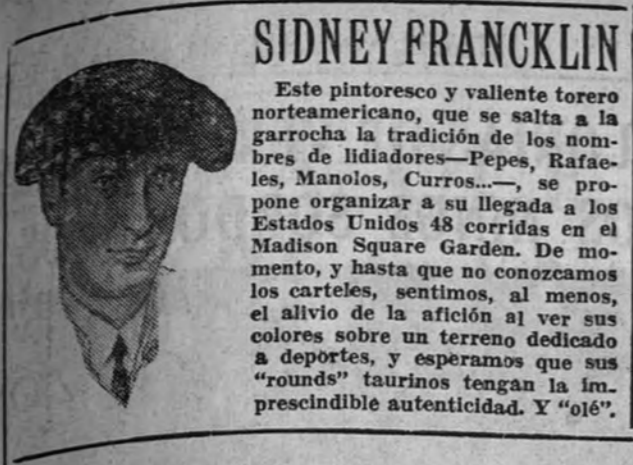 SIDNEY FRANCKLIN
Este pintoresco y valiente torero
norteamericano, que se salta a la
garrocha la tradición de los nom-
bres de lidiadores—Pepes, Rafae-
les, Manolos, Curros...—, se pro-
pone organizar a su llegada a los
Estados Unidos 48 corridas en el
Madison Square Garden. De mo-
mento, y hasta que no conozcamos
los carteles, sentimos, al menos,
el alivio de la afición al ver sus
colores sobre un terreno dedicado
a deportes, y esperamos que sus
"rounds" taurinos tengan la im-
prescindible autenticidad. Y "olé".